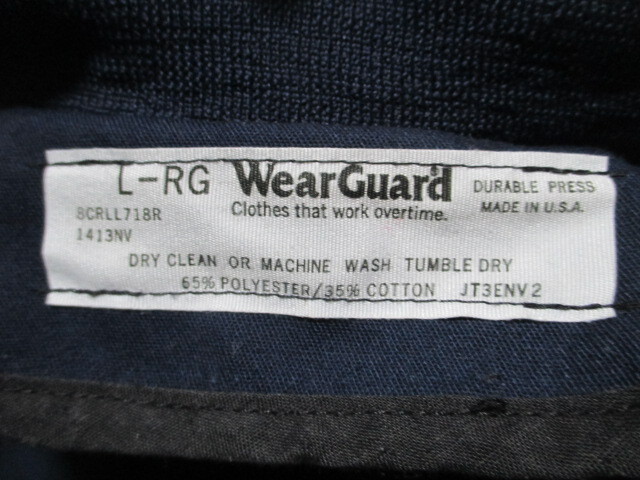 L-RG WearGuard DURABLE PRESS
8CRLL718R Clothes that work overtime. MADE IN U.S.A.
1413NV
DRY CLEAN OR MACHINE WASH TUMBLE DRY
65% POLYESTER/35% COTTON JT3ENV2